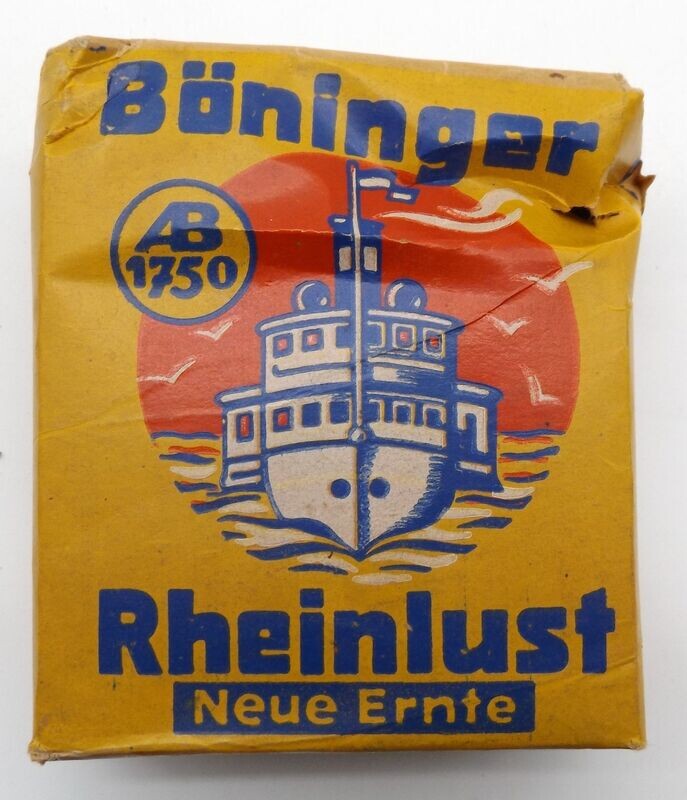 Böninger
AB
1750
Rheinlust
Neue Ernte